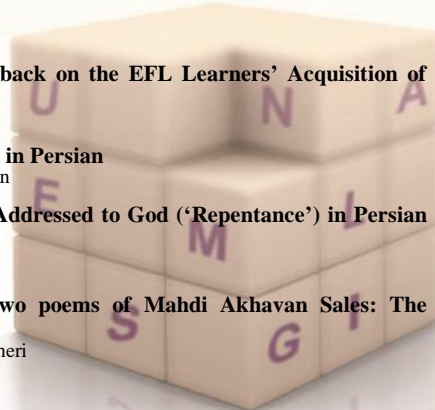 back on the EFL Learners' Acquisition of
in Persian
n
Addressed to God ('Repentance') in Persian
wo poems of Mahdi Akhavan Sales: The
neri
U N A
E M L
S G I